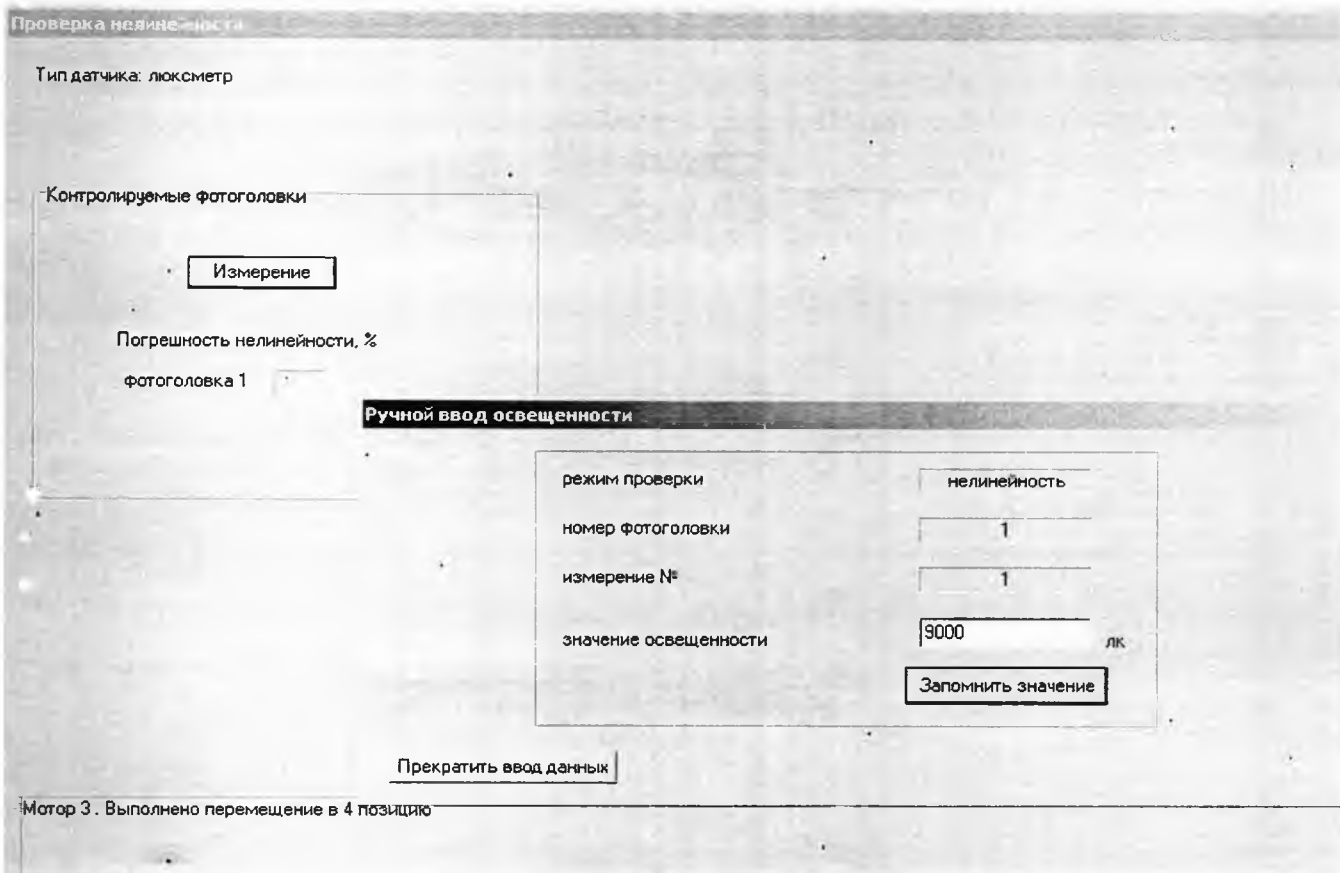 Проверка нелинейности
Тип датчика: люксметр
Контролируемые фотоголовки
Измерение
Погрешность нелинейности, %
фотоголовка 1
Ручной ввод освещенности
режим проверки нелинейность
номер фотоголовки 1
измерение № 1
значение освещенности 9000 лк
Запомнить значение
Прекратить ввод данных
Мотор 3 . Выполнено перемещение в 4 позицию